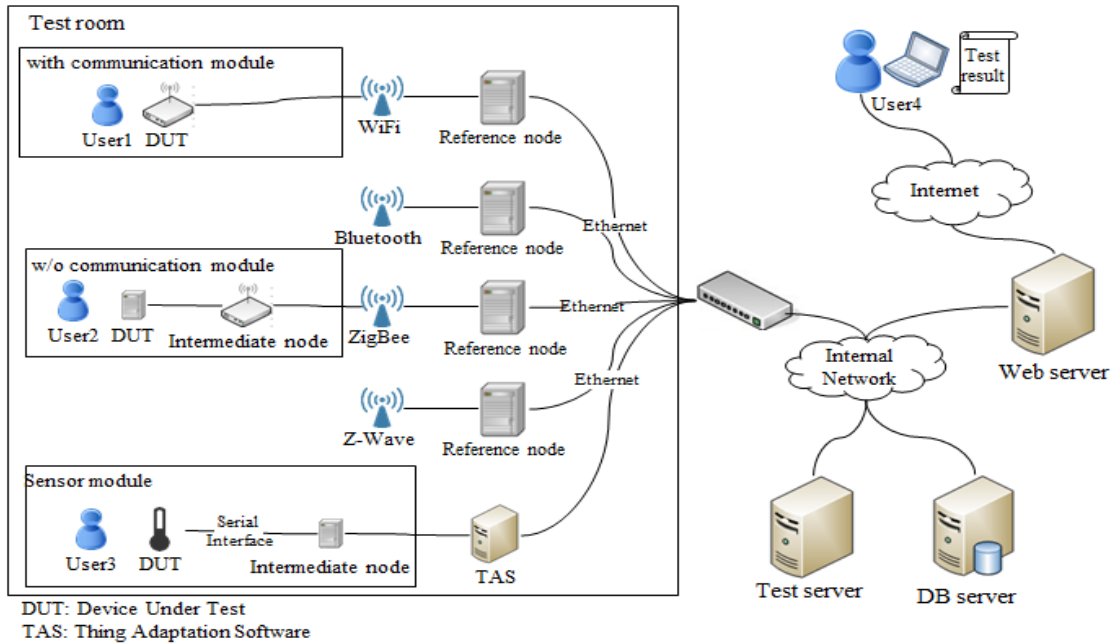 Test room
with communication module
User1
DUT
WiFi
Reference node
Bluetooth
Reference node
Ethernet
w/o communication module
User2
DUT
Intermediate node
ZigBee
Reference node
Ethernet
Z-Wave
Reference node
Ethernet
Sensor module
User3
DUT
Serial
Interface
Intermediate node
TAS
DUT: Device Under Test
TAS: Thing Adaptation Software
Test
result
User4
Internet
Web server
Internal
Network
Test server
DB server